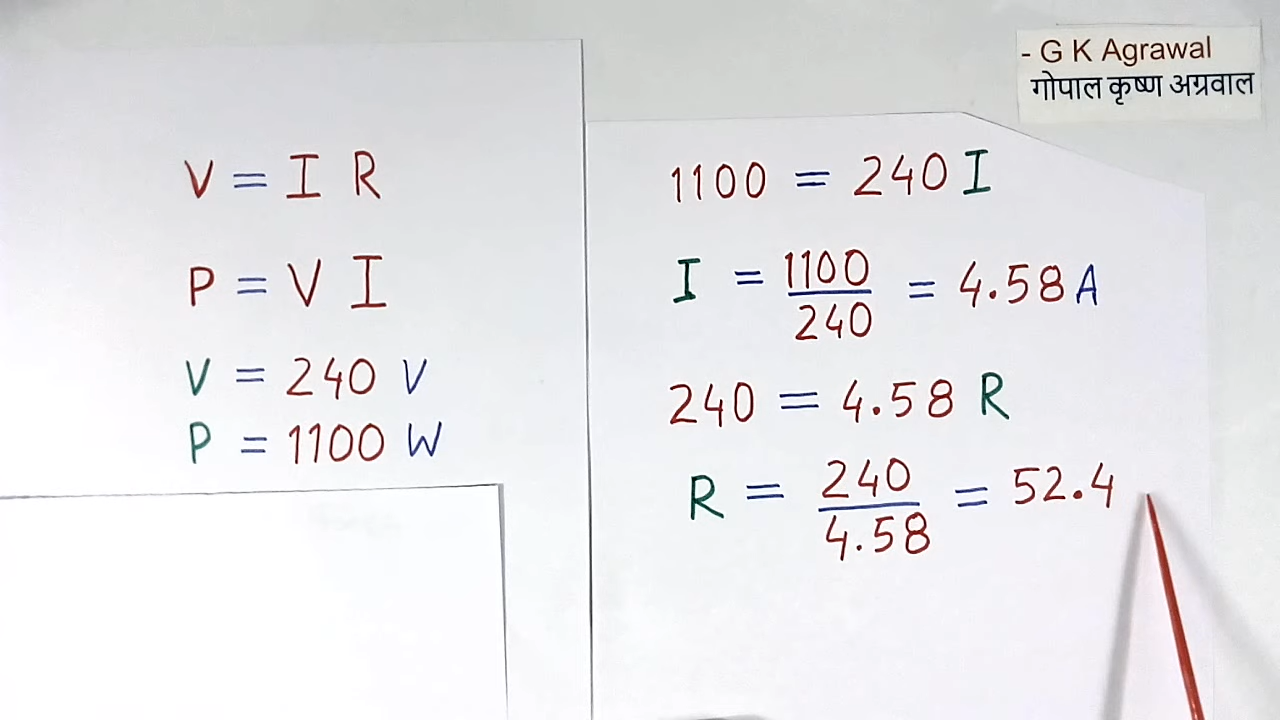 - G K Agrawal
गोपाल कृष्ण अग्रवाल
V = I R
P = V I
V = 240 V
P = 1100 W
1100 = 240 I
I = 1100/240 = 4.58 A
240 = 4.58 R
R = 240/4.58 = 52.4